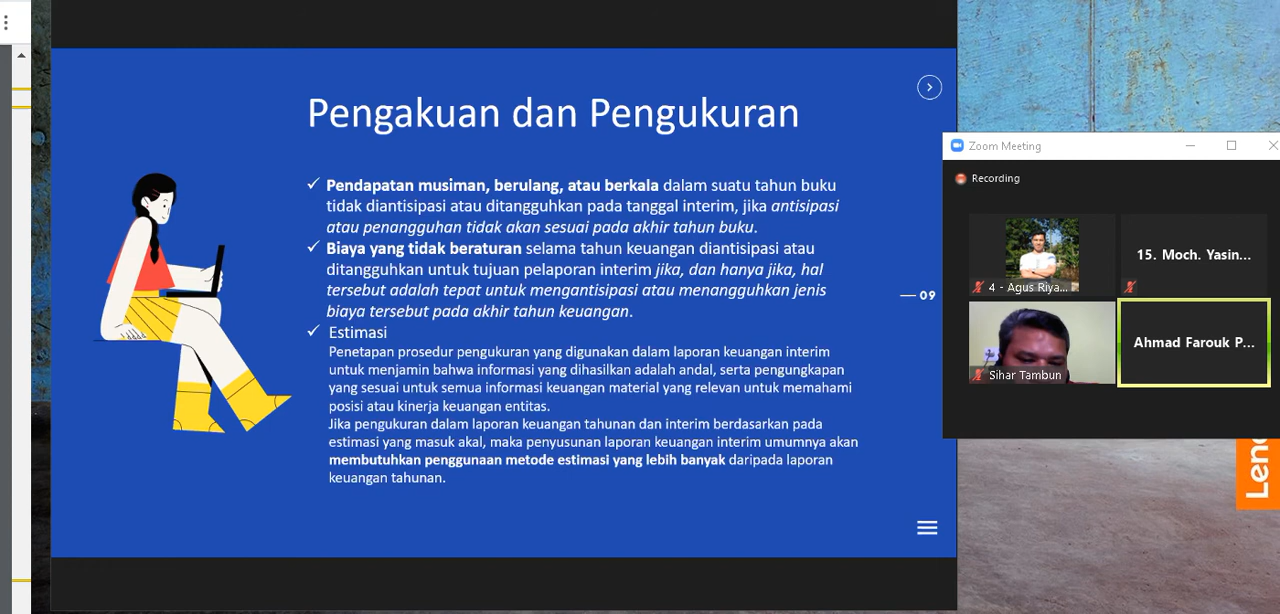 Pengakuan dan Pengukuran
✓ Pendapatan musiman, berulang, atau berkala dalam suatu tahun buku
tidak diantisipasi atau ditangguhkan pada tanggal interim, jika antisipasi
atau penangguhan tidak akan sesuai pada akhir tahun buku.
✓ Biaya yang tidak beraturan selama tahun keuangan diantisipasi atau
ditangguhkan untuk tujuan pelaporan interim jika, dan hanya jika, hal
tersebut adalah tepat untuk mengantisipasi atau menangguhkan jenis
biaya tersebut pada akhir tahun keuangan.
✓ Estimasi
Penetapan prosedur pengukuran yang digunakan dalam laporan keuangan interim
untuk menjamin bahwa informasi yang dihasilkan adalah andal, serta pengungkapan
yang sesuai untuk semua informasi keuangan material yang relevan untuk memahami
posisi atau kinerja keuangan entitas.
Jika pengukuran dalam laporan keuangan tahunan dan interim berdasarkan pada
estimasi yang masuk akal, maka penyusunan laporan keuangan interim umumnya akan
membutuhkan penggunaan metode estimasi yang lebih banyak daripada laporan
keuangan tahunan.
09
Zoom Meeting
Recording
4 - Agus Riya...
15. Moch. Yasin...
Sihar Tambun
Ahmad Farouk P...